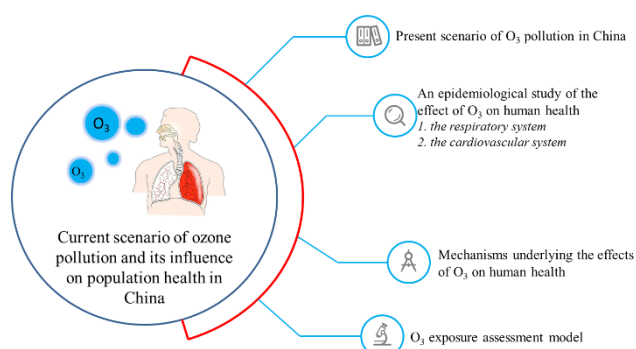 O₃
O₃
Current scenario of ozone
pollution and its influence
on population health in
China
Present scenario of O₃ pollution in China
An epidemiological study of the
effect of O₃ on human health
1. the respiratory system
2. the cardiovascular system
Mechanisms underlying the effects
of O₃ on human health
O₃ exposure assessment model